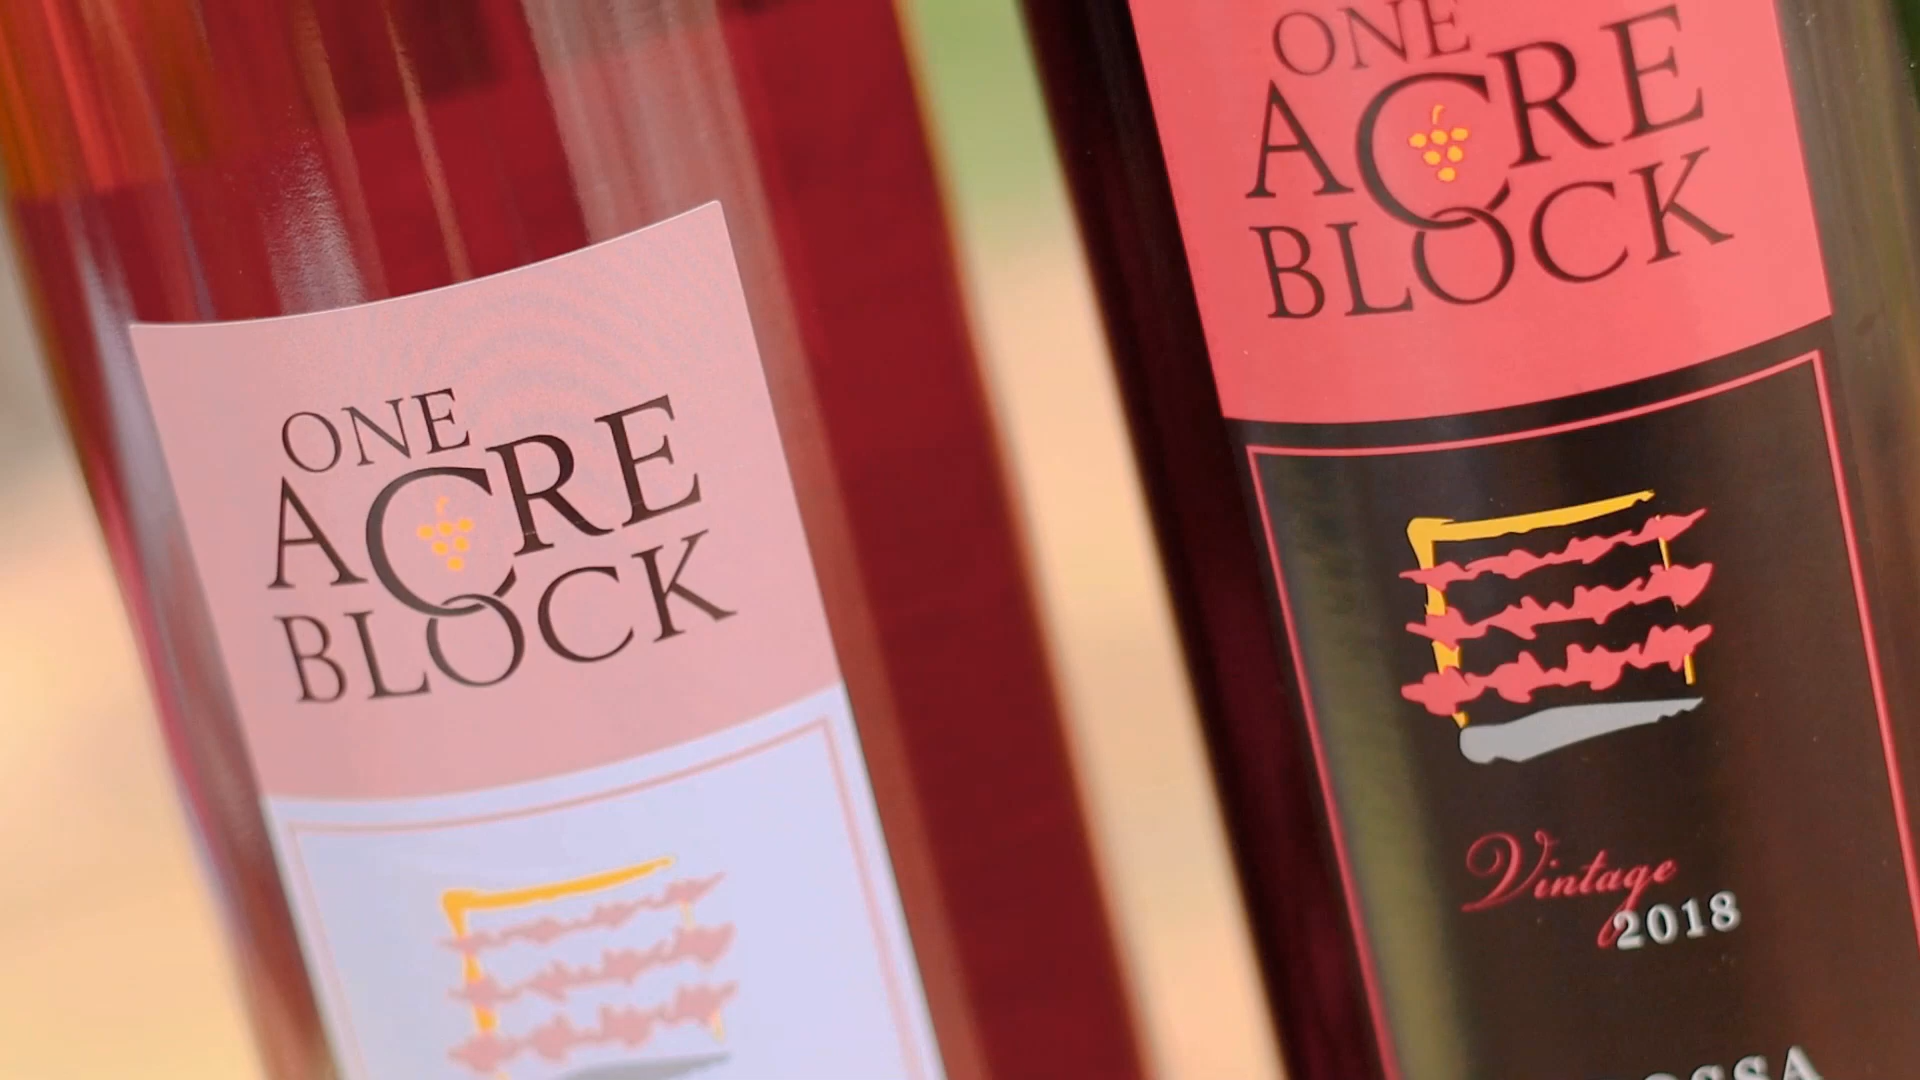 ONE
ACRE
BLOCK
ONE
ACRE
BLOCK
Vintage
2018